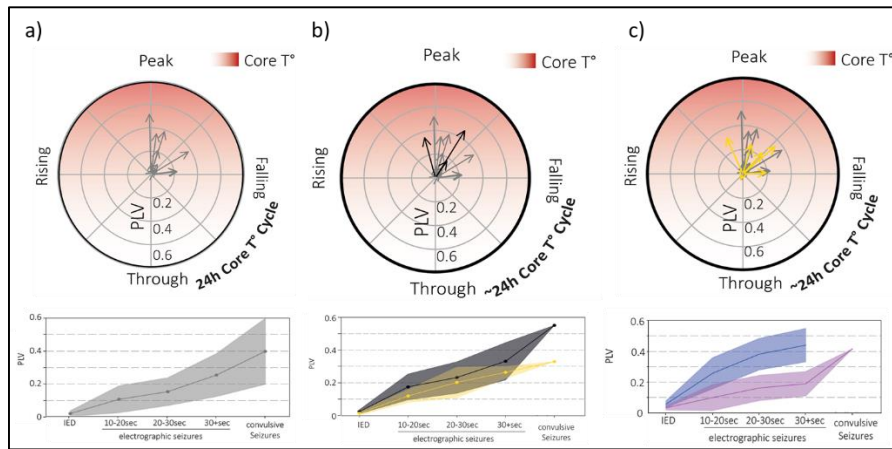 a)
Peak
Core T°
Rising
Falling
PLV
0.2
0.4
0.6
Through
24h Core T° Cycle
b)
Peak
Core T°
Rising
Falling
PLV
0.2
0.4
0.6
Through
~24h Core T° Cycle
c)
Peak
Core T°
Rising
Falling
PLV
0.2
0.4
0.6
Through
~24h Core T° Cycle
PLV
0.6
0.4
0.2
0
IED
10-20sec
20-30sec
30+sec
convulsive
Seizures
electrographic seizures
PLV
0.6
0.4
0.2
0
IED
10-20sec
20-30sec
30+sec
convulsive
Seizures
electrographic seizures
PLV
0.6
0.4
0.2
0
IED
10-20sec
20-30sec
30+sec
convulsive
Seizures
electrographic seizures